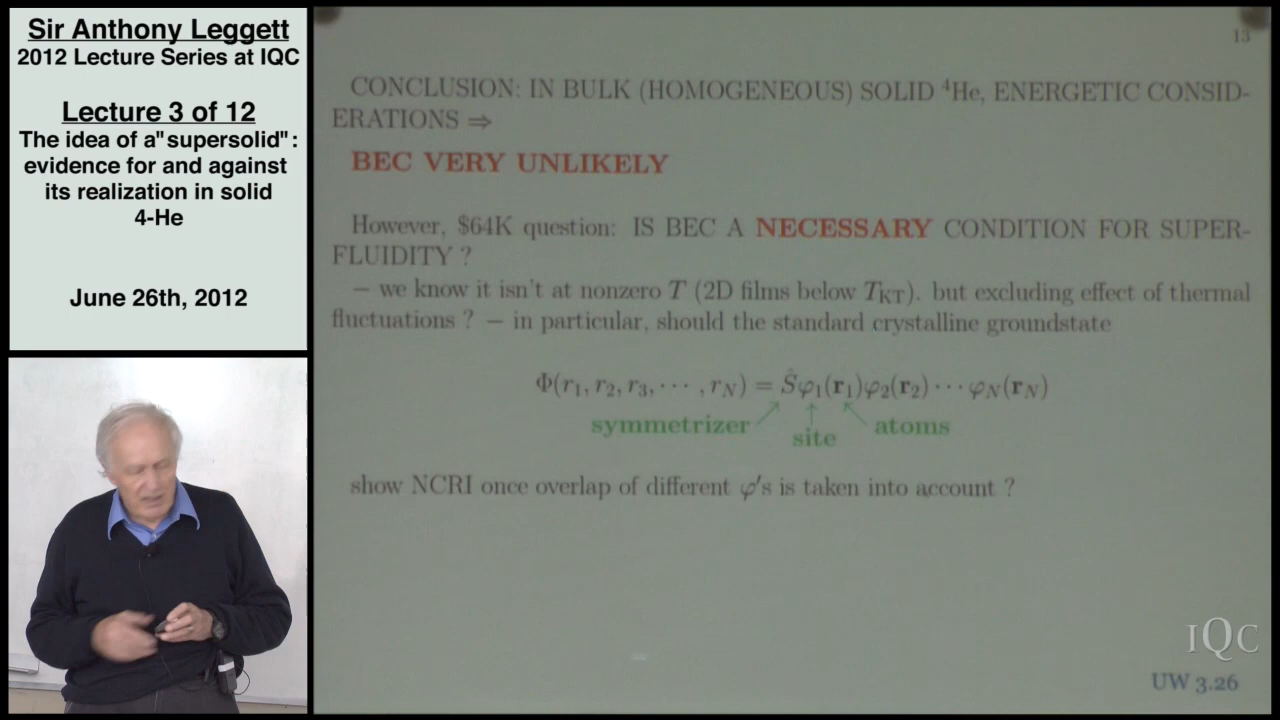 Sir Anthony Leggett
2012 Lecture Series at IQC
Lecture 3 of 12
The idea of a"supersolid":
evidence for and against
its realization in solid
4-He
June 26th, 2012
13
CONCLUSION: IN BULK (HOMOGENEOUS) SOLID ⁴He, ENERGETIC CONSID-
ERATIONS ⇒
BEC VERY UNLIKELY
However, $64K question: IS BEC A NECESSARY CONDITION FOR SUPER-
FLUIDITY ?
– we know it isn't at nonzero T (2D films below T_KT). but excluding effect of thermal
fluctuations ? – in particular, should the standard crystalline groundstate
Φ(r₁, r₂, r₃, ··· , r_N) = Ŝφ₁(r₁)φ₂(r₂) ··· φ_N(r_N)
symmetrizer site atoms
show NCRI once overlap of different φ's is taken into account ?
IQC
UW 3.26